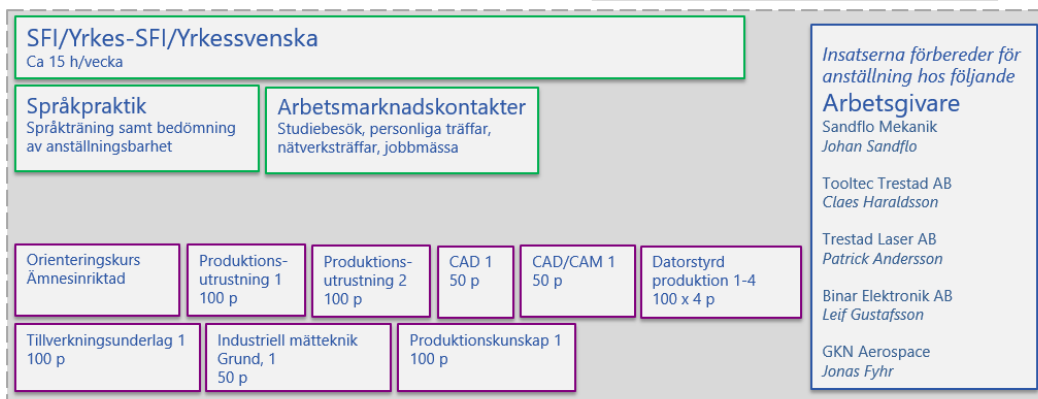 SFI/Yrkes-SFI/Yrkessvenska
Ca 15 h/vecka
Språkpraktik
Språkträning samt bedömning
av anställningsbarhet
Arbetsmarknadskontakter
Studiebesök, personliga träffar,
nätverksträffar, jobbmässa
Orienteringskurs
Ämnesinriktad
Produktions-
utrustning 1
100 p
Produktions-
utrustning 2
100 p
CAD 1
50 p
CAD/CAM 1
50 p
Datorstyrd
produktion 1-4
100 x 4 p
Tillverkningsunderlag 1
100 p
Industriell mätteknik
Grund, 1
50 p
Produktionskunskap 1
100 p
Insatserna förbereder för
anställning hos följande
Arbetsgivare
Sandflo Mekanik
Johan Sandflo
Tooltec Trestad AB
Claes Haraldsson
Trestad Laser AB
Patrick Andersson
Binar Elektronik AB
Leif Gustafsson
GKN Aerospace
Jonas Fyhr